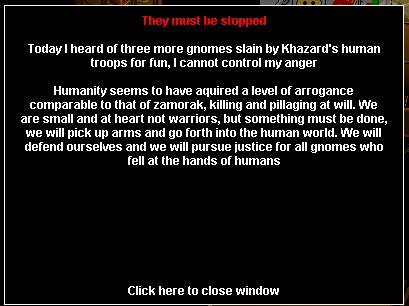 They must be stopped
Today I heard of three more gnomes slain by Khazard's human
troops for fun, I cannot control my anger
Humanity seems to have aquired a level of arrogance
comparable to that of zamorak, killing and pillaging at will. We
are small and at heart not warriors, but something must be done,
we will pick up arms and go forth into the human world. We will
defend ourselves and we will pursue justice for all gnomes who
fell at the hands of humans
Click here to close window